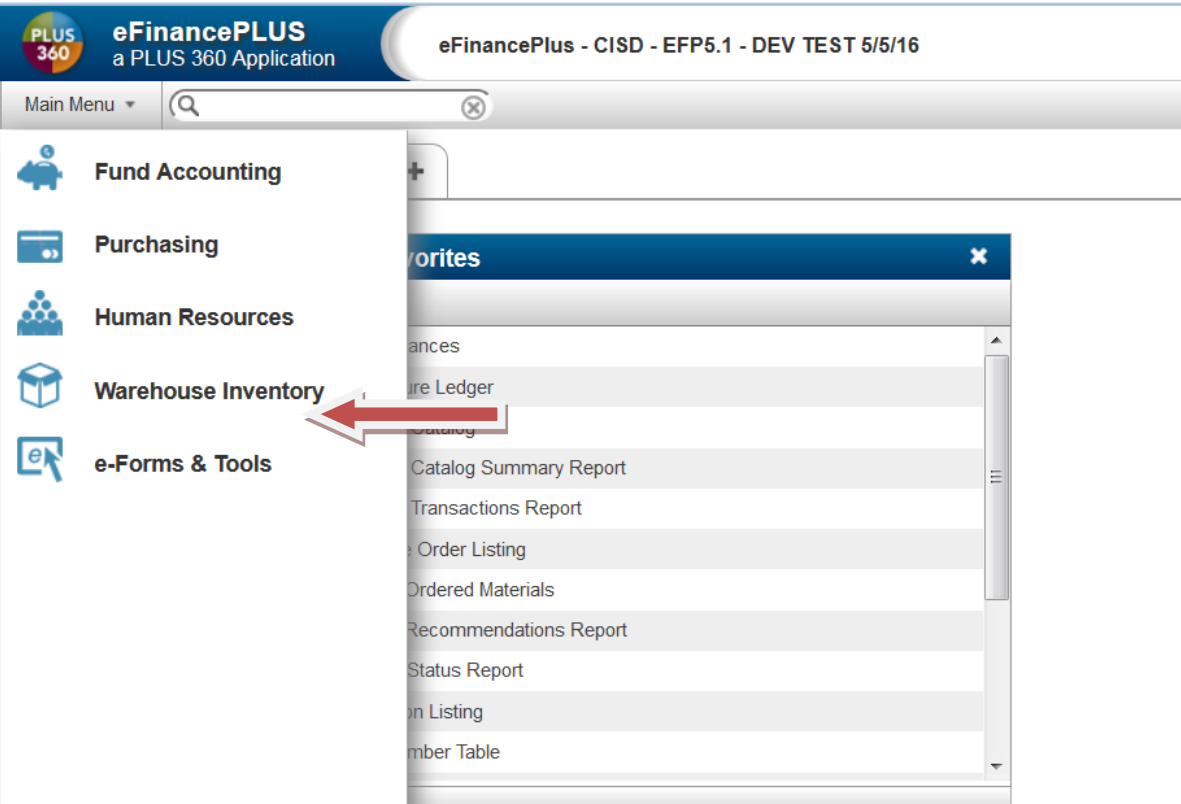 PLUS
360
eFinancePLUS
a PLUS 360 Application
eFinancePlus - CISD - EFP5.1 - DEV TEST 5/5/16
Main Menu
Fund Accounting
Purchasing
Human Resources
Warehouse Inventory
e-Forms & Tools
vorites
ances
ure Ledger
Catalog
Catalog Summary Report
Transactions Report
e Order Listing
Ordered Materials
Recommendations Report
Status Report
on Listing
mber Table